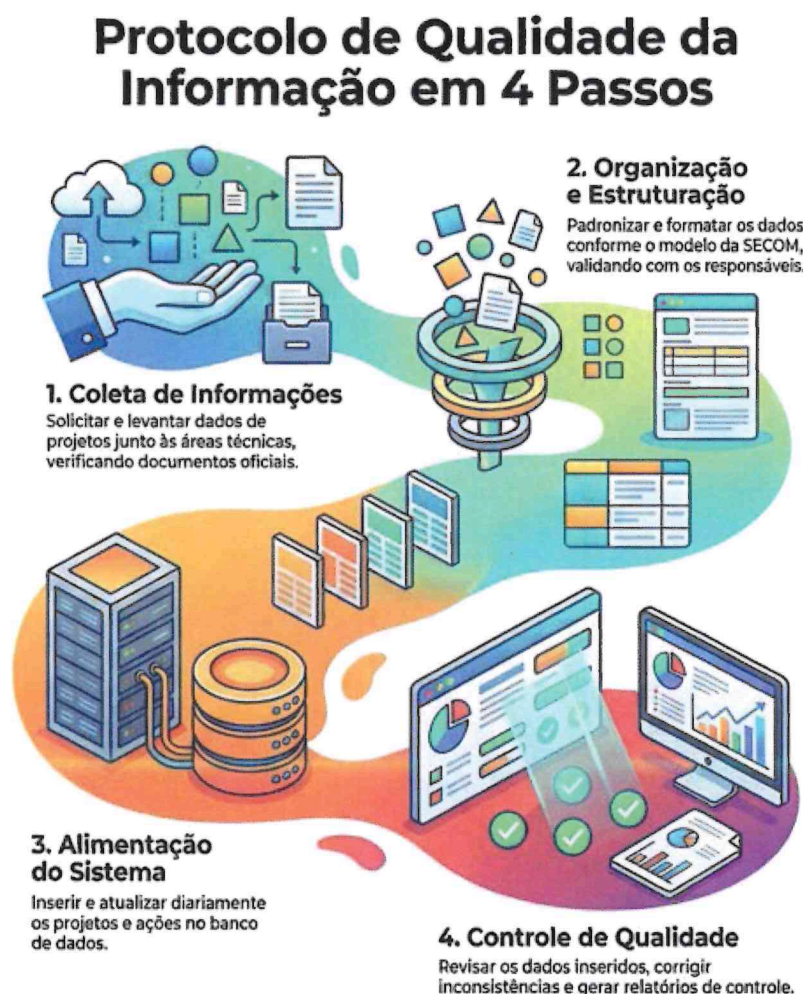 Protocolo de Qualidade da
Informação em 4 Passos
1. Coleta de Informações
Solicitar e levantar dados de
projetos junto às áreas técnicas,
verificando documentos oficiais.
2. Organização
e Estruturação
Padronizar e formatar os dados
conforme o modelo da SECOM,
validando com os responsáveis.
3. Alimentação
do Sistema
Inserir e atualizar diariamente
os projetos e ações no banco
de dados.
4. Controle de Qualidade
Revisar os dados inseridos, corrigir
inconsistências e gerar relatórios de controle.